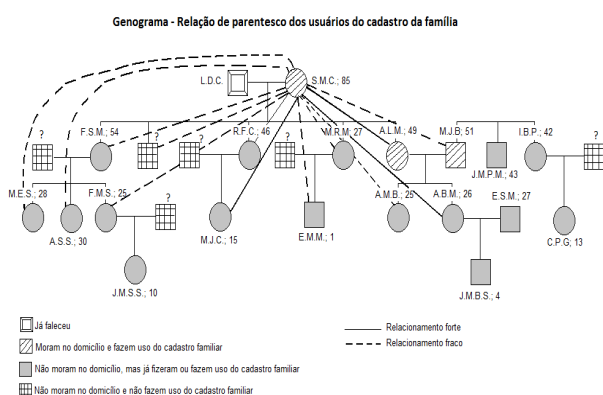 Genograma - Relação de parentesco dos usuários do cadastro da família
L.D.C.
S.M.C.; 85
?
F.S.M.; 54
?
?
R.F.C.; 46
?
M.R.M; 27
A.L.M.; 49
M.J.B; 51
I.B.P.; 42
?
J.M.P.M.; 43
M.E.S.; 28
F.M.S.; 25
?
A.M.B.; 25
A.B.M.; 26
E.S.M.; 27
A.S.S.; 30
M.J.C.; 15
E.M.M.; 1
C.P.G; 13
J.M.S.S.; 10
J.M.B.S.; 4
Já faleceu
Relacionamento forte
Moram no domicílio e fazem uso do cadastro familiar
Relacionamento fraco
Não moram no domicílio, mas já fizeram ou fazem uso do cadastro familiar
Não moram no domicílio e não fazem uso do cadastro familiar